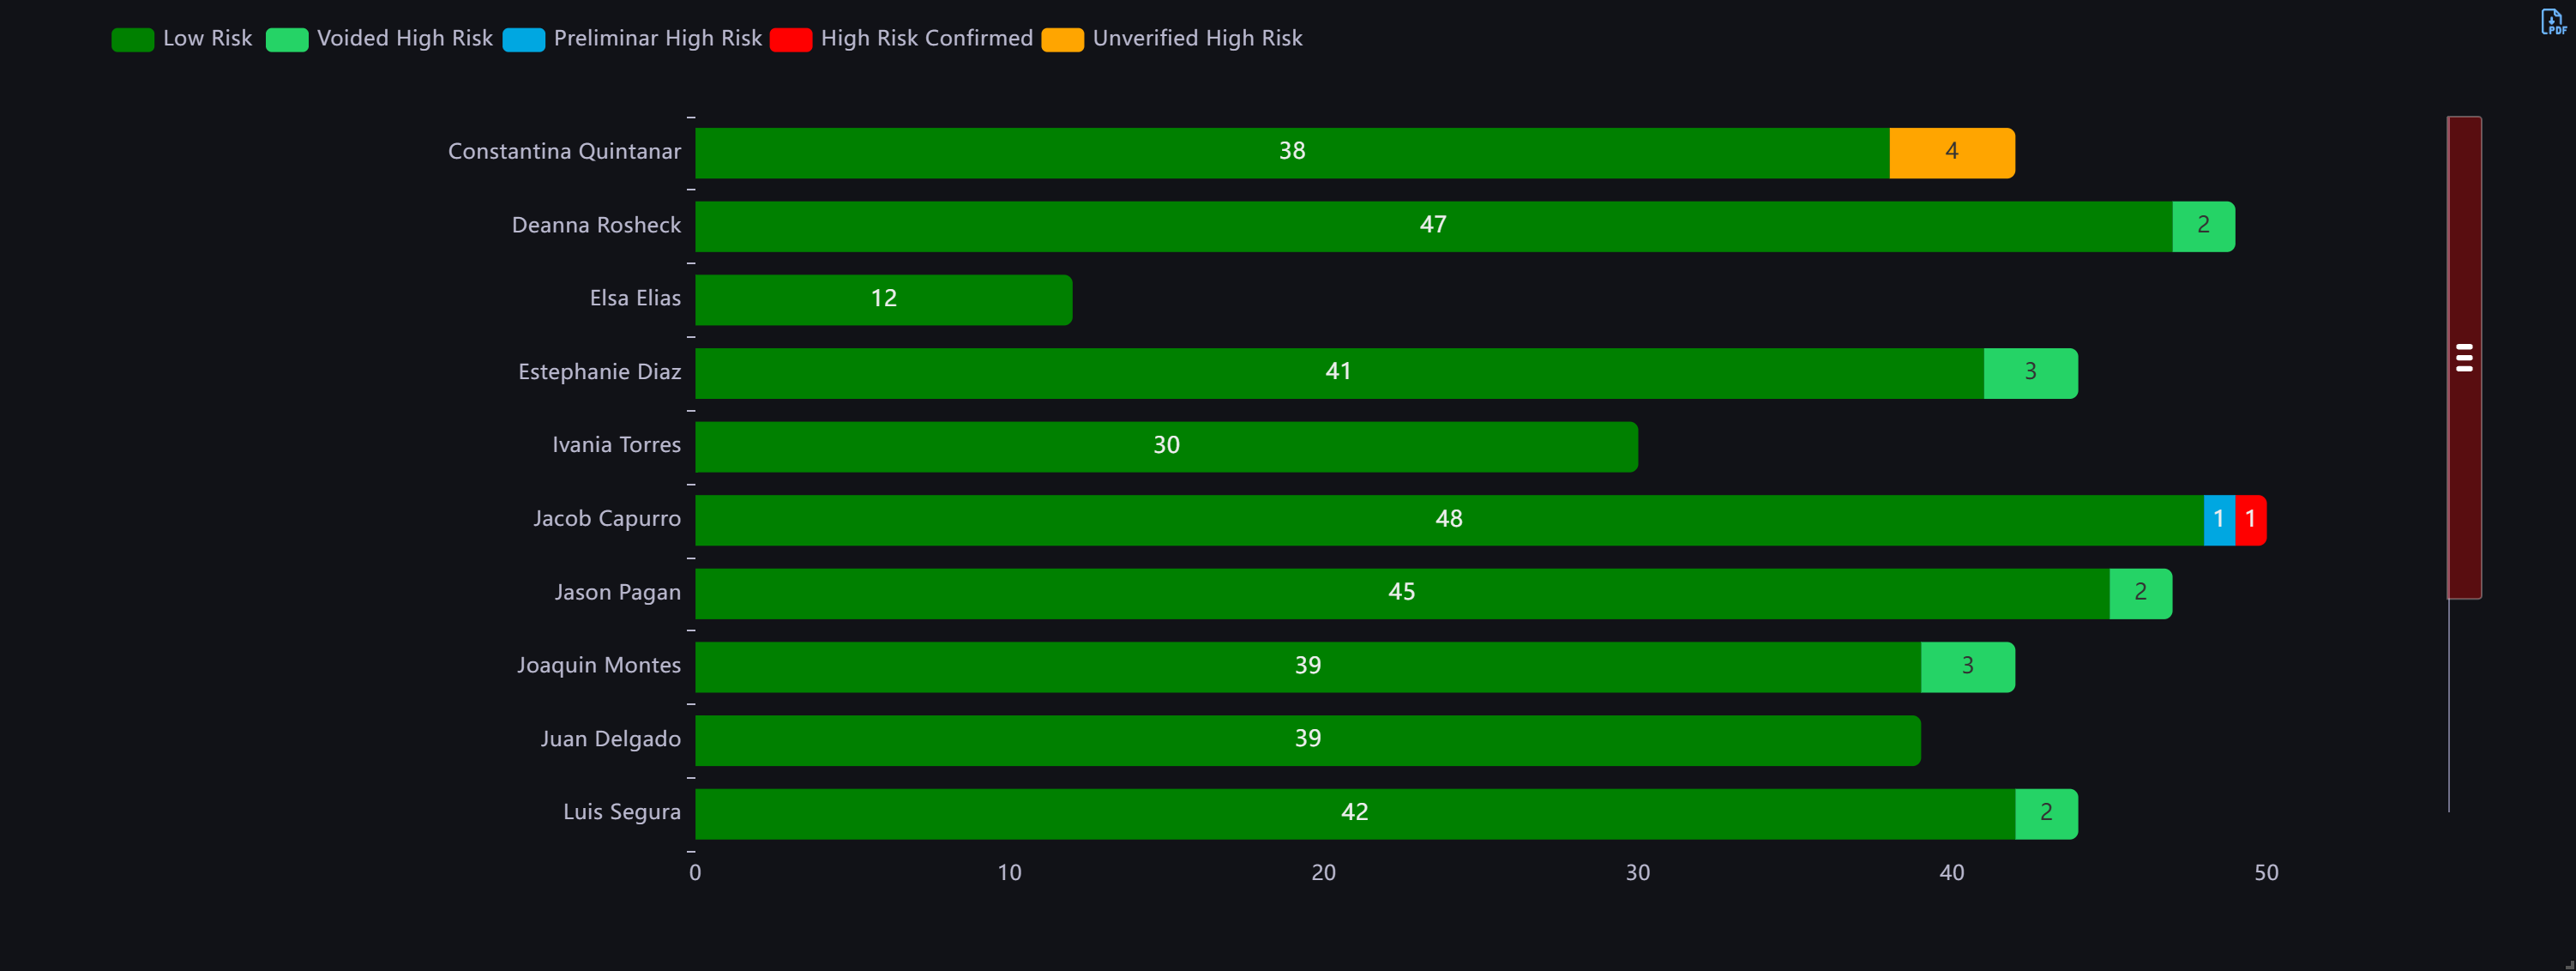 Low Risk Voided High Risk Preliminar High Risk High Risk Confirmed Unverified High Risk
PDF
Constantina Quintanar 38 4
Deanna Rosheck 47 2
Elsa Elias 12
Estephanie Diaz 41 3
Ivania Torres 30
Jacob Capurro 48 1 1
Jason Pagan 45 2
Joaquin Montes 39 3
Juan Delgado 39
Luis Segura 42 2
0 10 20 30 40 50